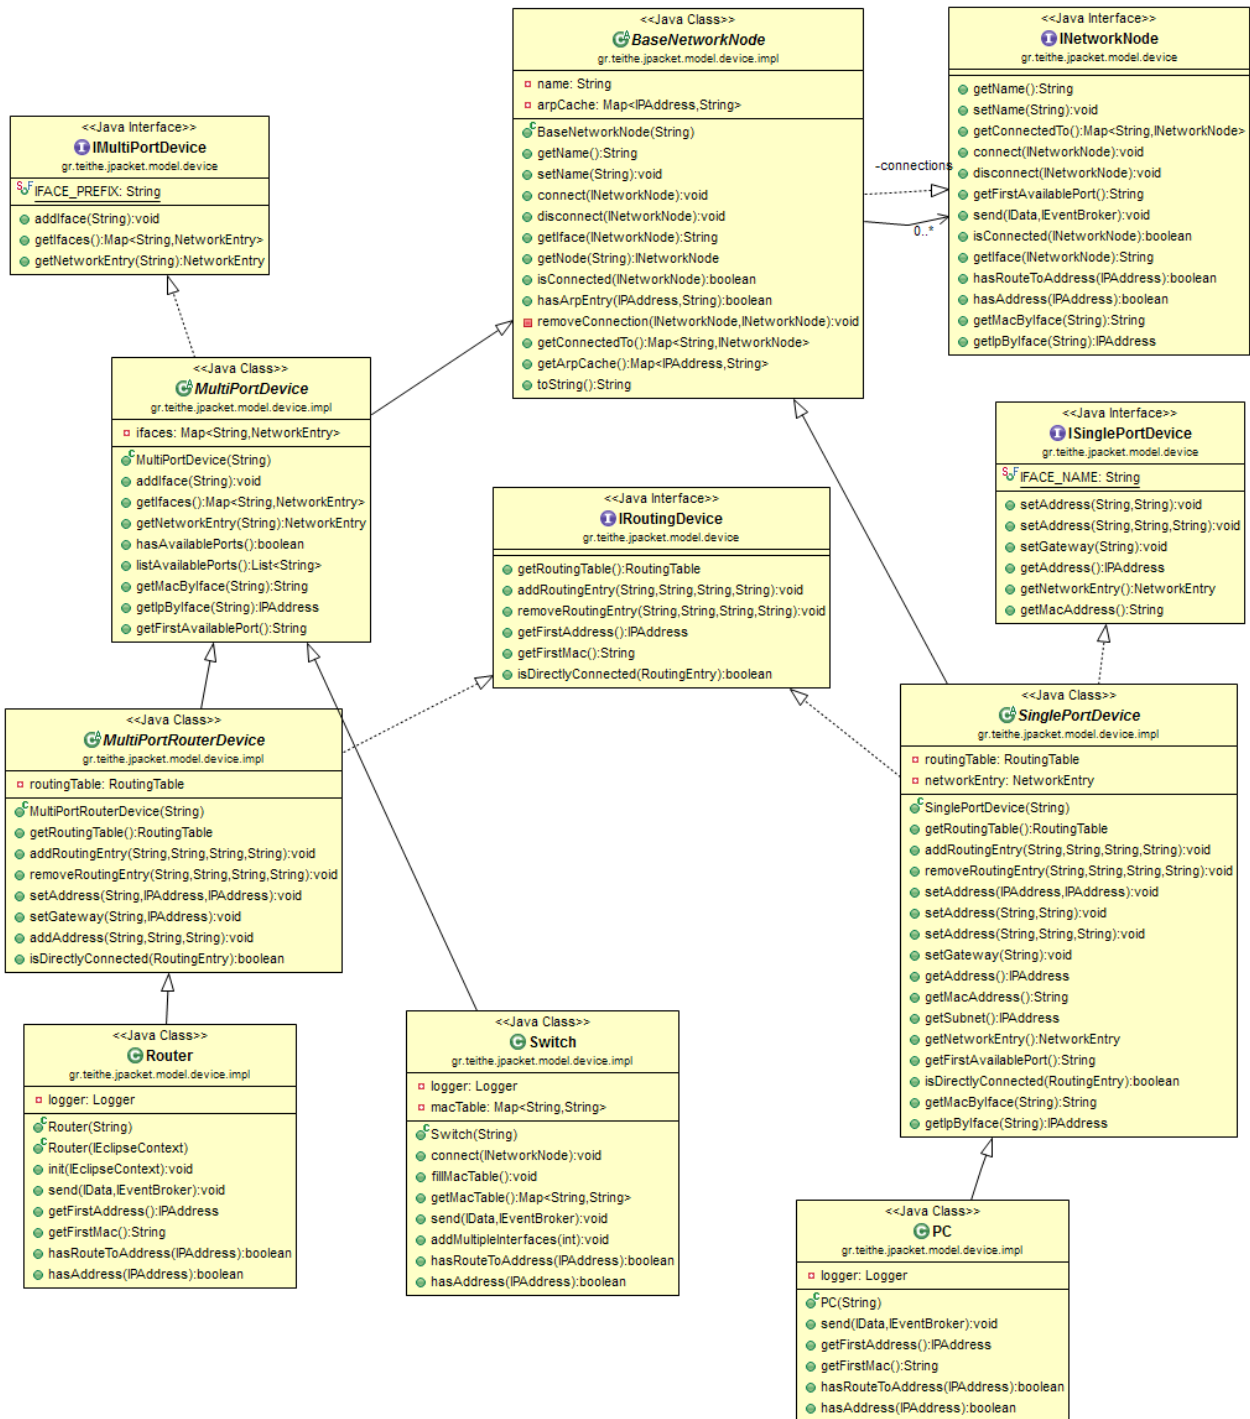 <<Java Class>>
BaseNetworkNode
gr.teithe.jpacket.model.device.impl
name: String
arpCache: Map<IPAddress,String>
BaseNetworkNode(String)
getName():String
setName(String):void
connect(INetworkNode):void
disconnect(INetworkNode):void
getIface(INetworkNode):String
getNode(String):INetworkNode
isConnected(INetworkNode):boolean
hasArpEntry(IPAddress,String):boolean
removeConnection(INetworkNode,INetworkNode):void
getConnectedTo():Map<String,INetworkNode>
getArpCache():Map<IPAddress,String>
toString():String
-connections
0..*
<<Java Interface>>
INetworkNode
gr.teithe.jpacket.model.device
getName():String
setName(String):void
getConnectedTo():Map<String,INetworkNode>
connect(INetworkNode):void
disconnect(INetworkNode):void
getFirstAvailablePort():String
send(IData,IEventBroker):void
isConnected(INetworkNode):boolean
getIface(INetworkNode):String
hasRouteToAddress(IPAddress):boolean
hasAddress(IPAddress):boolean
getMacByIface(String):String
getIpByIface(String):IPAddress
<<Java Interface>>
IMultiPortDevice
gr.teithe.jpacket.model.device
IFACE_PREFIX: String
addIface(String):void
getIfaces():Map<String,NetworkEntry>
getNetworkEntry(String):NetworkEntry
<<Java Class>>
MultiPortDevice
gr.teithe.jpacket.model.device.impl
ifaces: Map<String,NetworkEntry>
MultiPortDevice(String)
addIface(String):void
getIfaces():Map<String,NetworkEntry>
getNetworkEntry(String):NetworkEntry
hasAvailablePorts():boolean
listAvailablePorts():List<String>
getMacByIface(String):String
getIpByIface(String):IPAddress
getFirstAvailablePort():String
<<Java Interface>>
ISinglePortDevice
gr.teithe.jpacket.model.device
IFACE_NAME: String
setAddress(String,String):void
setAddress(String,String,String):void
setGateway(String):void
getAddress():IPAddress
getNetworkEntry():NetworkEntry
getMacAddress():String
<<Java Interface>>
IRoutingDevice
gr.teithe.jpacket.model.device
getRoutingTable():RoutingTable
addRoutingEntry(String,String,String,String):void
removeRoutingEntry(String,String,String,String):void
getFirstAddress():IPAddress
getFirstMac():String
isDirectlyConnected(RoutingEntry):boolean
<<Java Class>>
MultiPortRouterDevice
gr.teithe.jpacket.model.device.impl
routingTable: RoutingTable
MultiPortRouterDevice(String)
getRoutingTable():RoutingTable
addRoutingEntry(String,String,String,String):void
removeRoutingEntry(String,String,String,String):void
setAddress(String,IPAddress,IPAddress):void
setGateway(String,IPAddress):void
addAddress(String,String,String):void
isDirectlyConnected(RoutingEntry):boolean
<<Java Class>>
SinglePortDevice
gr.teithe.jpacket.model.device.impl
routingTable: RoutingTable
networkEntry: NetworkEntry
SinglePortDevice(String)
getRoutingTable():RoutingTable
addRoutingEntry(String,String,String,String):void
removeRoutingEntry(String,String,String,String):void
setAddress(IPAddress,IPAddress):void
setAddress(String,String):void
setAddress(String,String,String):void
setGateway(String):void
getAddress():IPAddress
getMacAddress():String
getSubnet():IPAddress
getNetworkEntry():NetworkEntry
getFirstAvailablePort():String
isDirectlyConnected(RoutingEntry):boolean
getMacByIface(String):String
getIpByIface(String):IPAddress
<<Java Class>>
Router
gr.teithe.jpacket.model.device.impl
logger: Logger
Router(String)
Router(IEclipseContext)
init(IEclipseContext):void
send(IData,IEventBroker):void
getFirstAddress():IPAddress
getFirstMac():String
hasRouteToAddress(IPAddress):boolean
hasAddress(IPAddress):boolean
<<Java Class>>
Switch
gr.teithe.jpacket.model.device.impl
logger: Logger
macTable: Map<String,String>
Switch(String)
connect(INetworkNode):void
fillMacTable():void
getMacTable():Map<String,String>
send(IData,IEventBroker):void
addMultipleInterfaces(int):void
hasRouteToAddress(IPAddress):boolean
hasAddress(IPAddress):boolean
<<Java Class>>
PC
gr.teithe.jpacket.model.device.impl
logger: Logger
PC(String)
send(IData,IEventBroker):void
getFirstAddress():IPAddress
getFirstMac():String
hasRouteToAddress(IPAddress):boolean
hasAddress(IPAddress):boolean